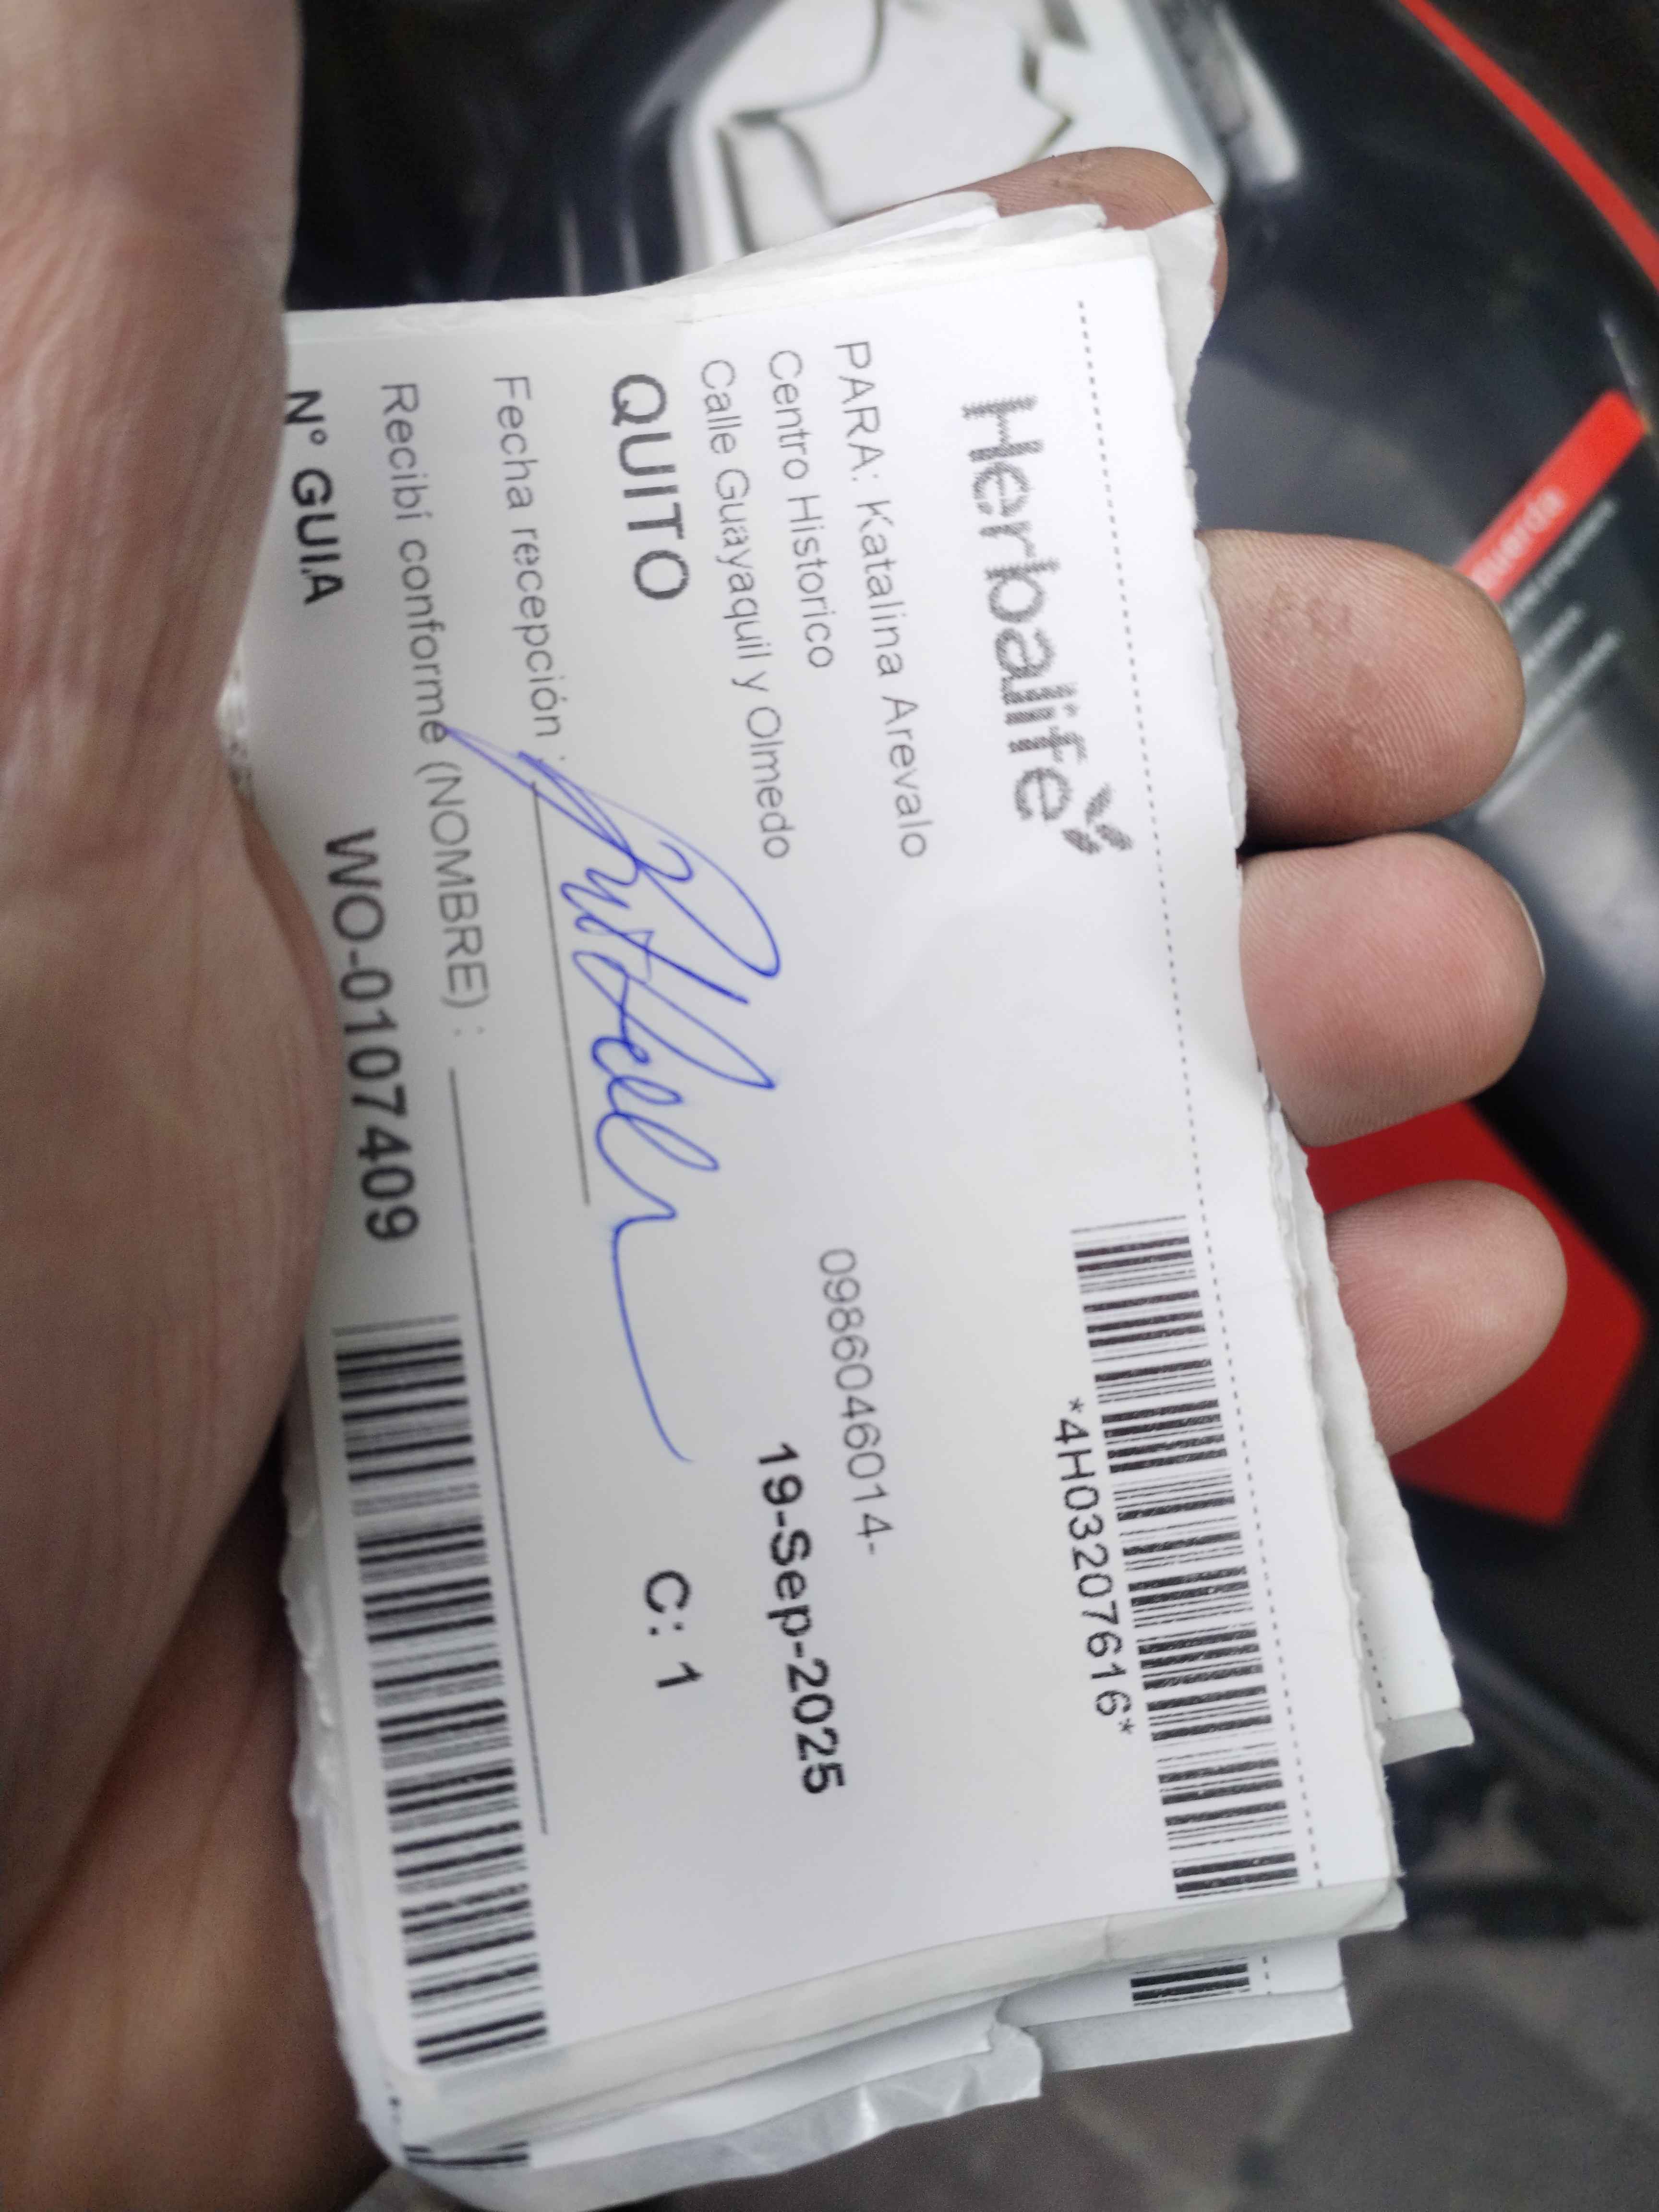 Herbalife
*4H03207616*
PARA: Katalina Arevalo
Centro Historico
0986046014-
Calle Guayaquil y Olmedo
19-Sep-2025
QUITO
C: 1
Fecha recepción :
Recibí conforme (NOMBRE) :
N° GUIA
WO-0107409